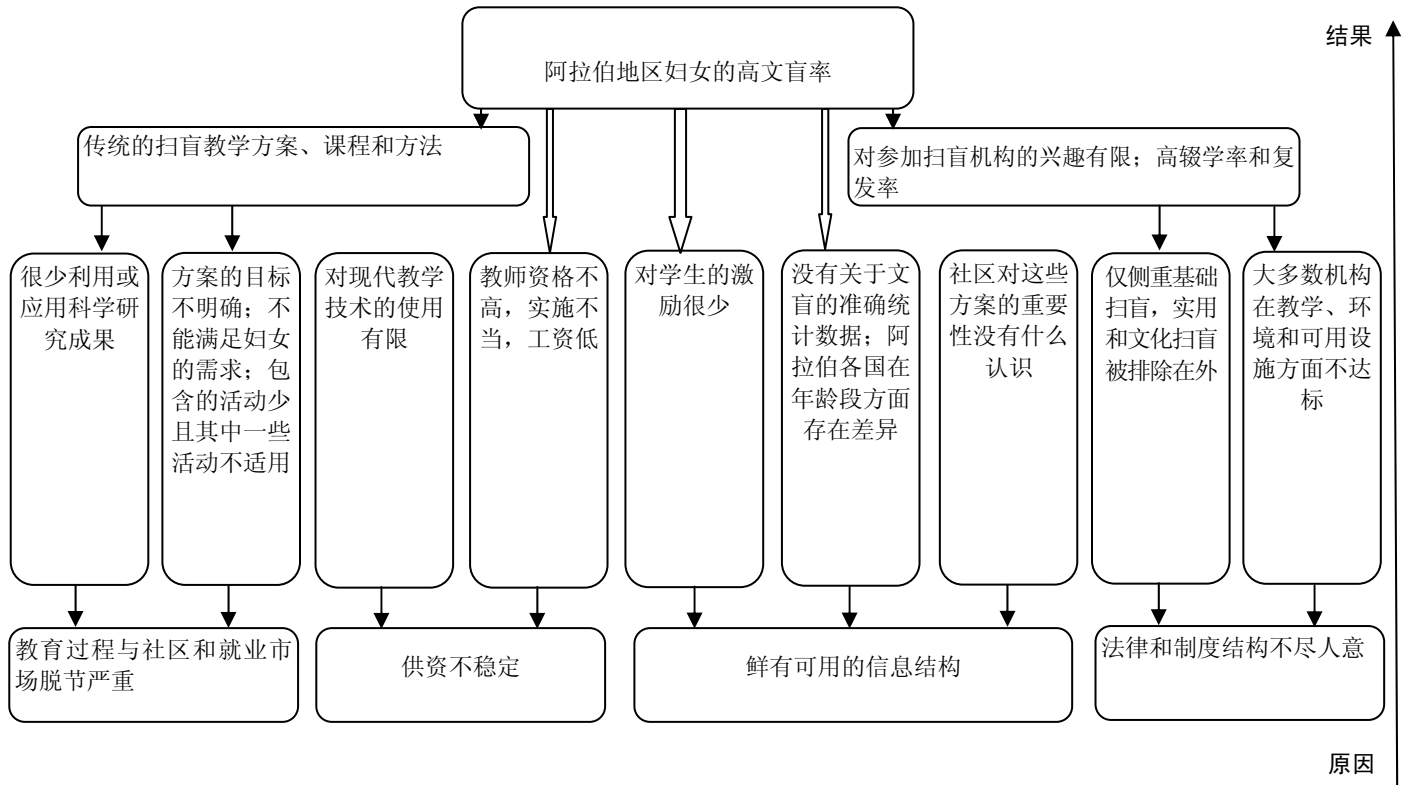 结果
阿拉伯地区妇女的高文盲率
传统的扫盲教学方案、课程和方法
对参加扫盲机构的兴趣有限；高辍学率和复
发率
很少利用或
应用科学研
究成果
方案的目标
不明确；不
能满足妇女
的需求；包
含的活动少
且其中一些
活动不适用
对现代教学
技术的使用
有限
教师资格不
高，实施不
当，工资低
对学生的激
励很少
没有关于文
盲的准确统
计数据；阿
拉伯各国在
年龄段方面
存在差异
社区对这些
方案的重要
性没有什么
认识
仅侧重基础
扫盲，实用
和文化扫盲
被排除在外
大多数机构
在教学、环
境和可用设
施方面不达
标
教育过程与社区和就业市
场脱节严重
供资不稳定
鲜有可用的信息结构
法律和制度结构不尽人意
原因